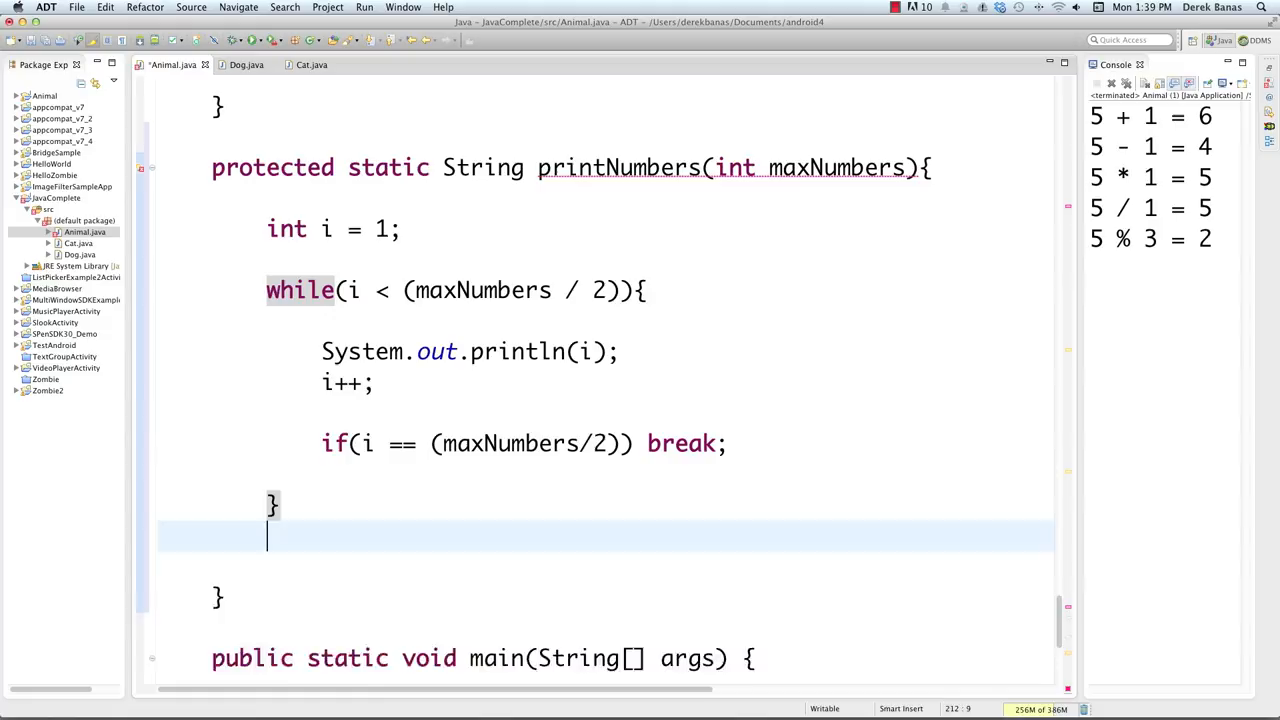 ADT File Edit Refactor Source Navigate Search Project Run Window Help 10 Mon 1:39 PM Derek Banas
Java - JavaComplete/src/Animal.java - ADT - /Users/derekbanas/Documents/android4
Quick Access Java DDMS
Package Exp
Animal
appcompat_v7
appcompat_v7_2
appcompat_v7_3
appcompat_v7_4
BridgeSample
HelloWorld
HelloZombie
ImageFilterSampleApp
JavaComplete
src
(default package)
Animal.java
Cat.java
Dog.java
JRE System Library [Ja
ListPickerExample2Activi
MediaBrowser
MultiWindowSDKExample
MusicPlayerActivity
SlookActivity
SPenSDK30_Demo
TestAndroid
TextGroupActivity
VideoPlayerActivity
Zombie
Zombie2
*Animal.java Dog.java Cat.java
}
protected static String printNumbers(int maxNumbers){
int i = 1;
while(i < (maxNumbers / 2)){
System.out.println(i);
i++;
if(i == (maxNumbers/2)) break;
}
}
public static void main(String[] args) {
Console
<terminated> Animal (1) [Java Application] /S
5 + 1 = 6
5 - 1 = 4
5 * 1 = 5
5 / 1 = 5
5 % 3 = 2
Writable Smart Insert 212 : 9 256M of 386M